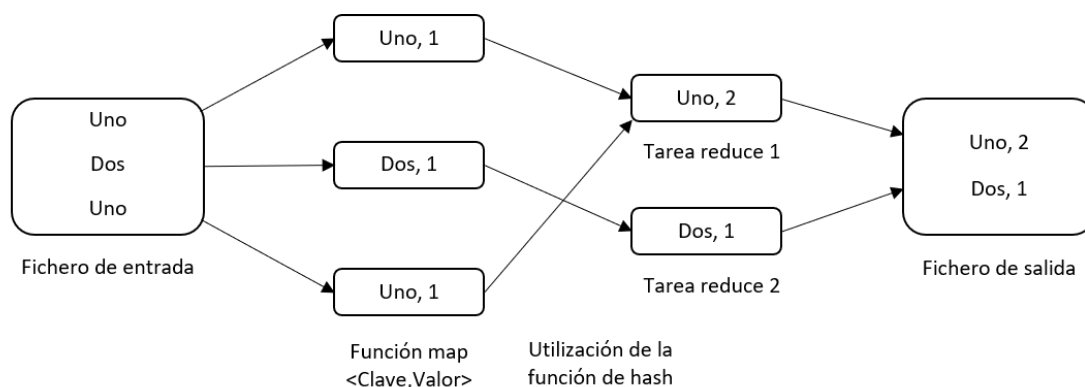 Uno
Dos
Uno
Fichero de entrada
Uno, 1
Dos, 1
Uno, 1
Función map
<Clave,Valor>
Utilización de la
función de hash
Uno, 2
Tarea reduce 1
Dos, 1
Tarea reduce 2
Uno, 2
Dos, 1
Fichero de salida